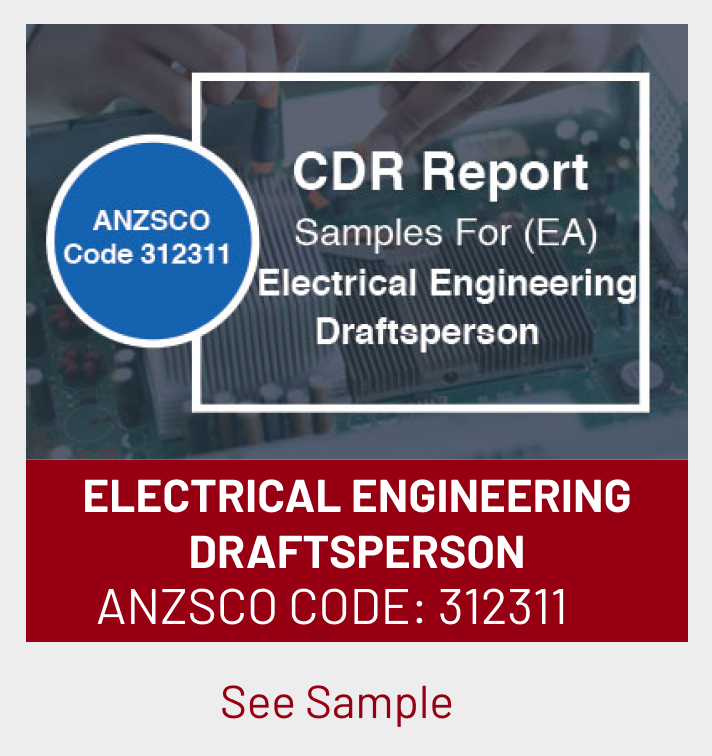 ANZSCO
Code 312311
CDR Report
Samples For (EA)
Electrical Engineering
Draftsperson
ELECTRICAL ENGINEERING
DRAFTSPERSON
ANZSCO CODE: 312311
See Sample